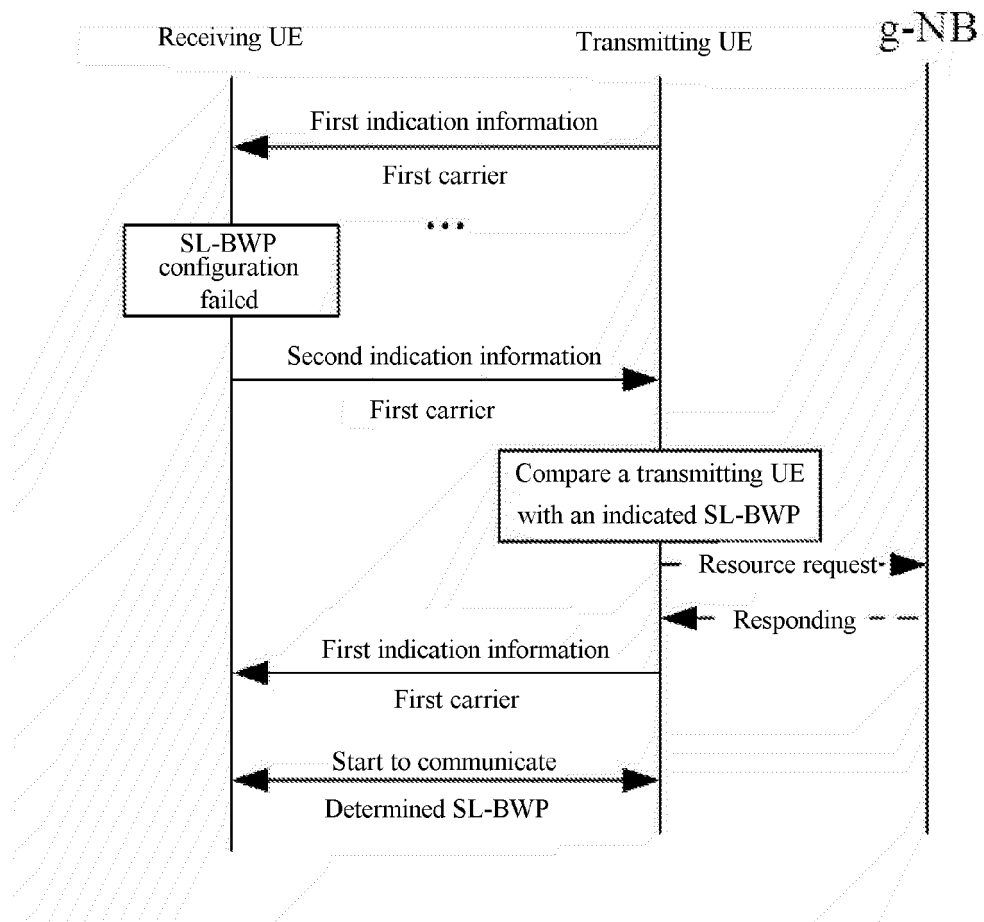 Receiving UE
Transmitting UE
g-NB
First indication information
First carrier
...
SL-BWP
configuration
failed
Second indication information
First carrier
Compare a transmitting UE
with an indicated SL-BWP
Resource request
Responding
First indication information
First carrier
Start to communicate
Determined SL-BWP